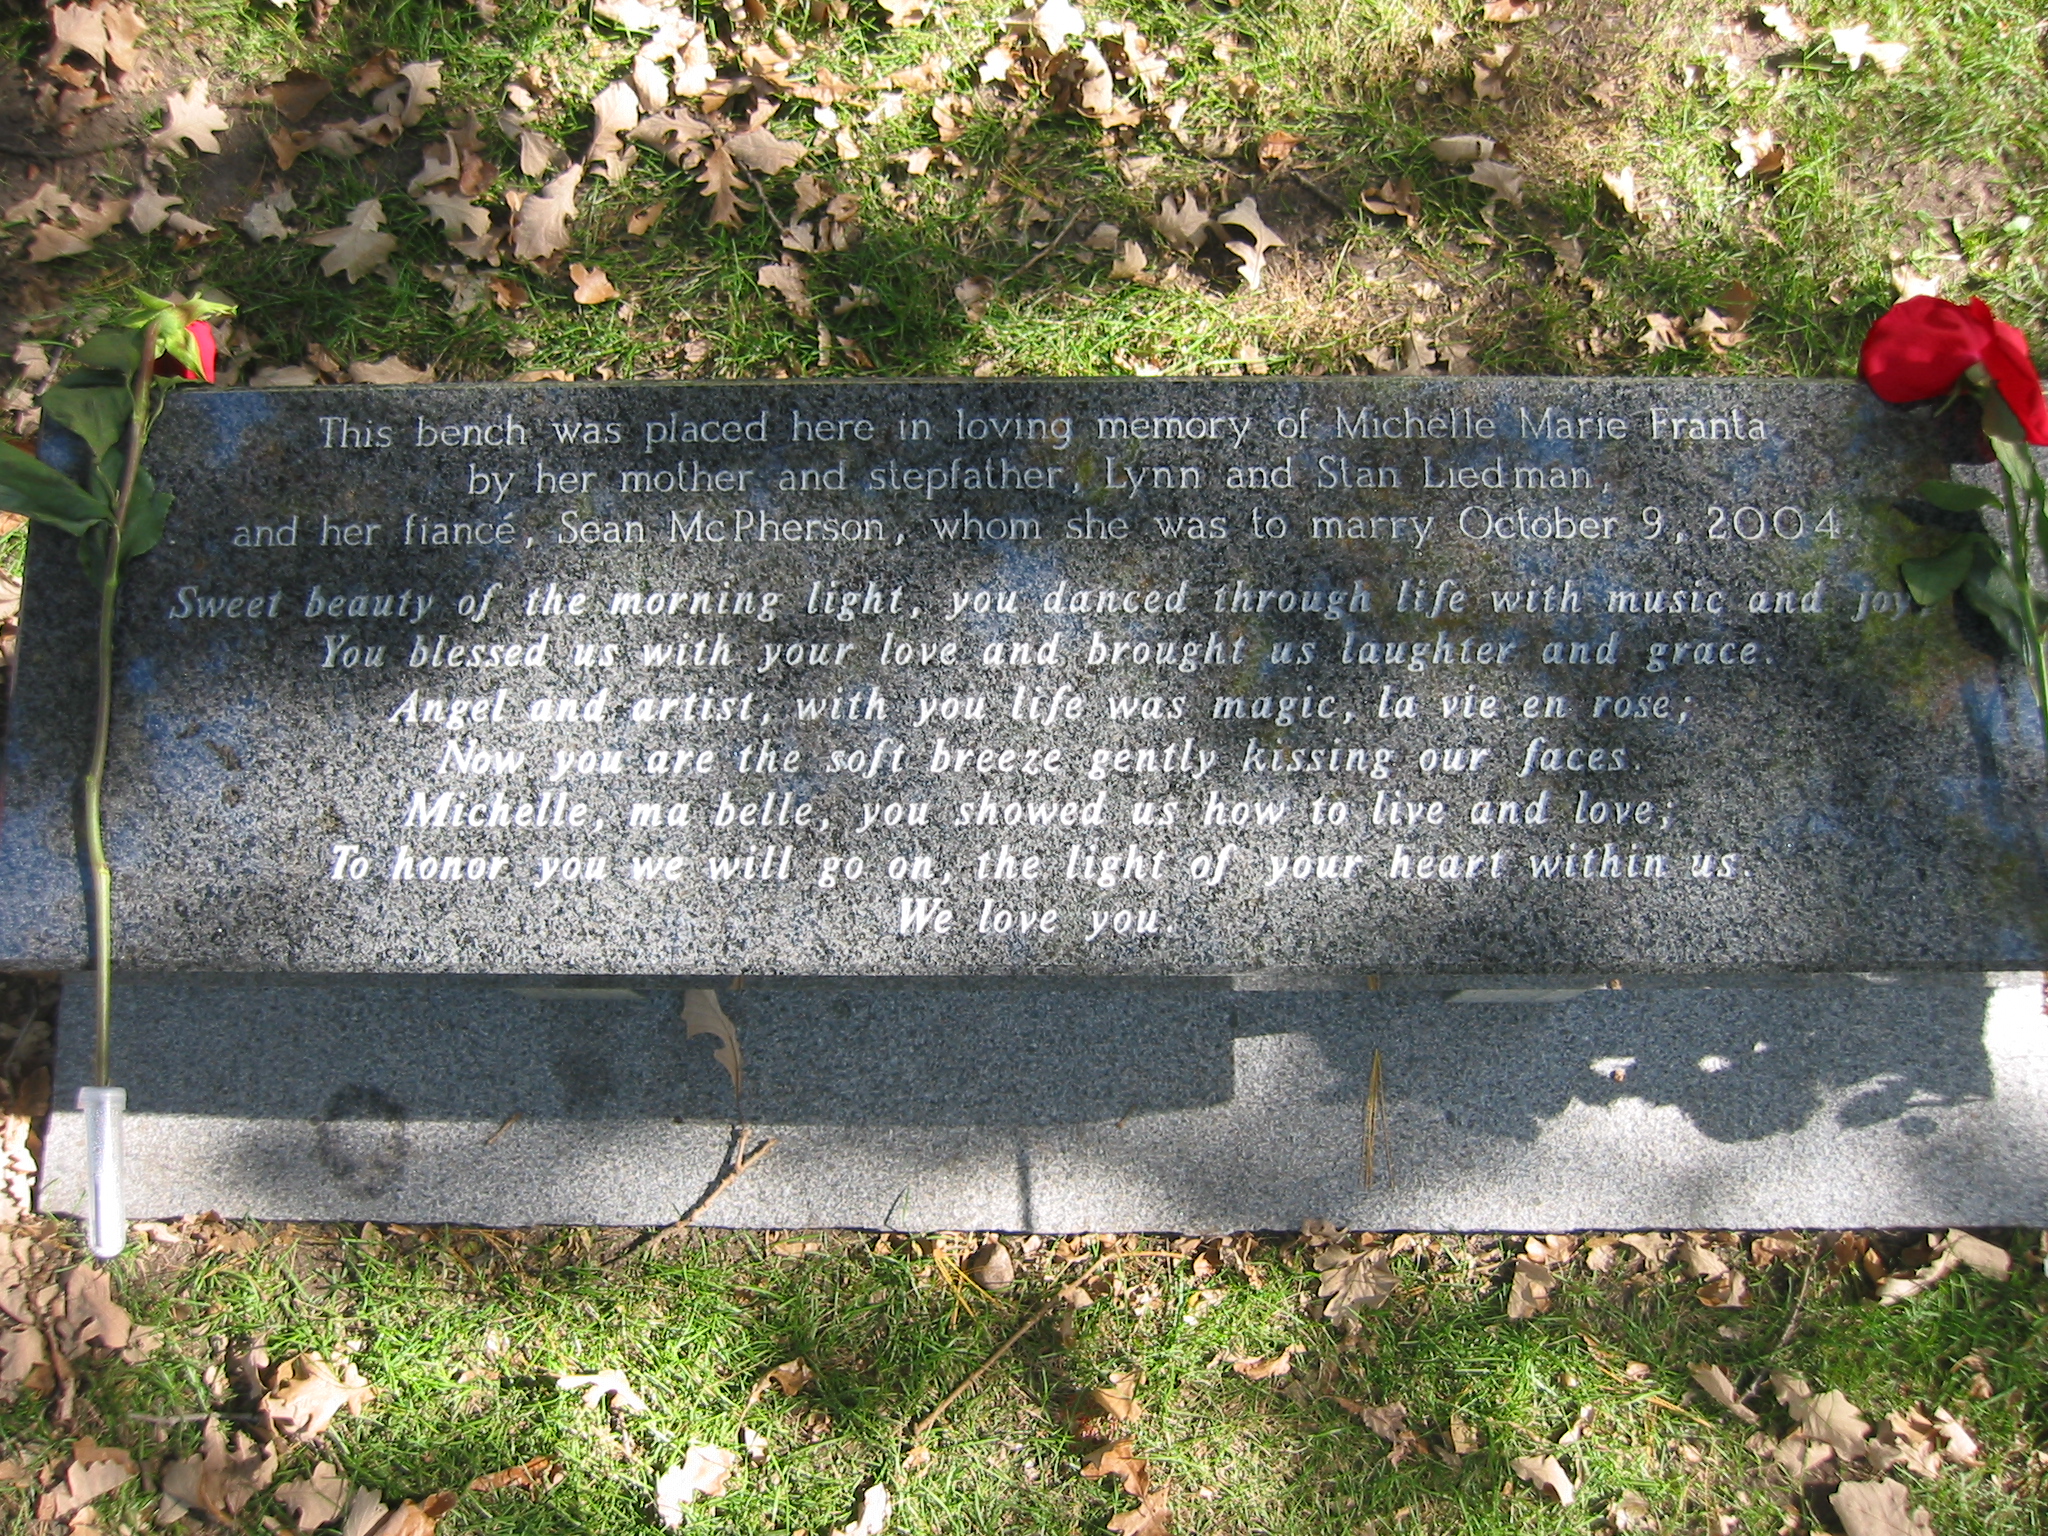 This bench was placed here in loving memory of Michelle Marie Franta
by her mother and stepfather, Lynn and Stan Liedman,
and her fiancé, Sean McPherson, whom she was to marry October 9, 2004
Sweet beauty of the morning light, you danced through life with music and joy,
You blessed us with your love and brought us laughter and grace.
Angel and artist, with you life was magic, la vie en rose;
Now you are the soft breeze gently kissing our faces.
Michelle, ma belle, you showed us how to live and love;
To honor you we will go on, the light of your heart within us.
We love you.